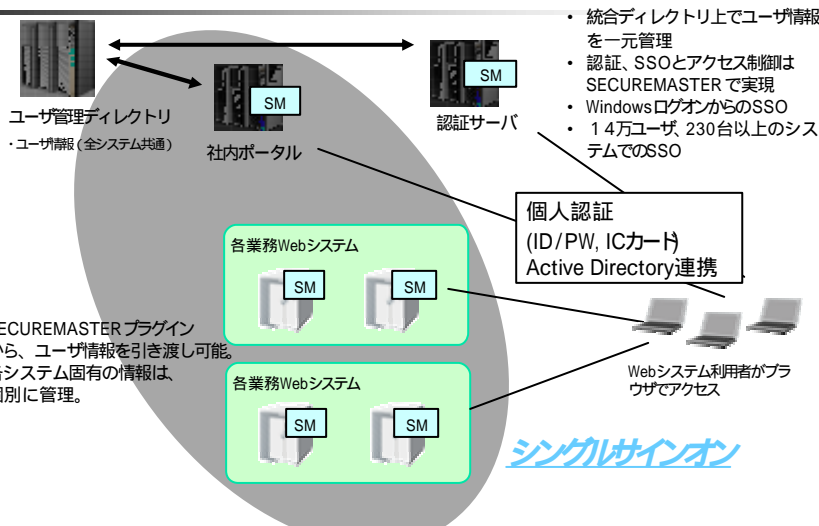 ・ 統合ディレクトリ上でユーザ情報
を一元管理
・ 認証、SSOとアクセス制御は
SECUREMASTERで実現
・ WindowsログオンからのSSO
・ １４万ユーザ、230台以上のシス
テムでのSSO
SM
SM
ユーザ管理ディレクトリ
・ユーザ情報（全システム共通）
社内ポータル
認証サーバ
個人認証
(ID/PW, ICカード)
Active Directory連携
各業務Webシステム
SM
SM
ECUREMASTERプラグイン
から、ユーザ情報を引き渡し可能。
各システム固有の情報は、
個別に管理。
各業務Webシステム
SM
SM
Webシステム利用者がブラ
ウザでアクセス
シングルサインオン